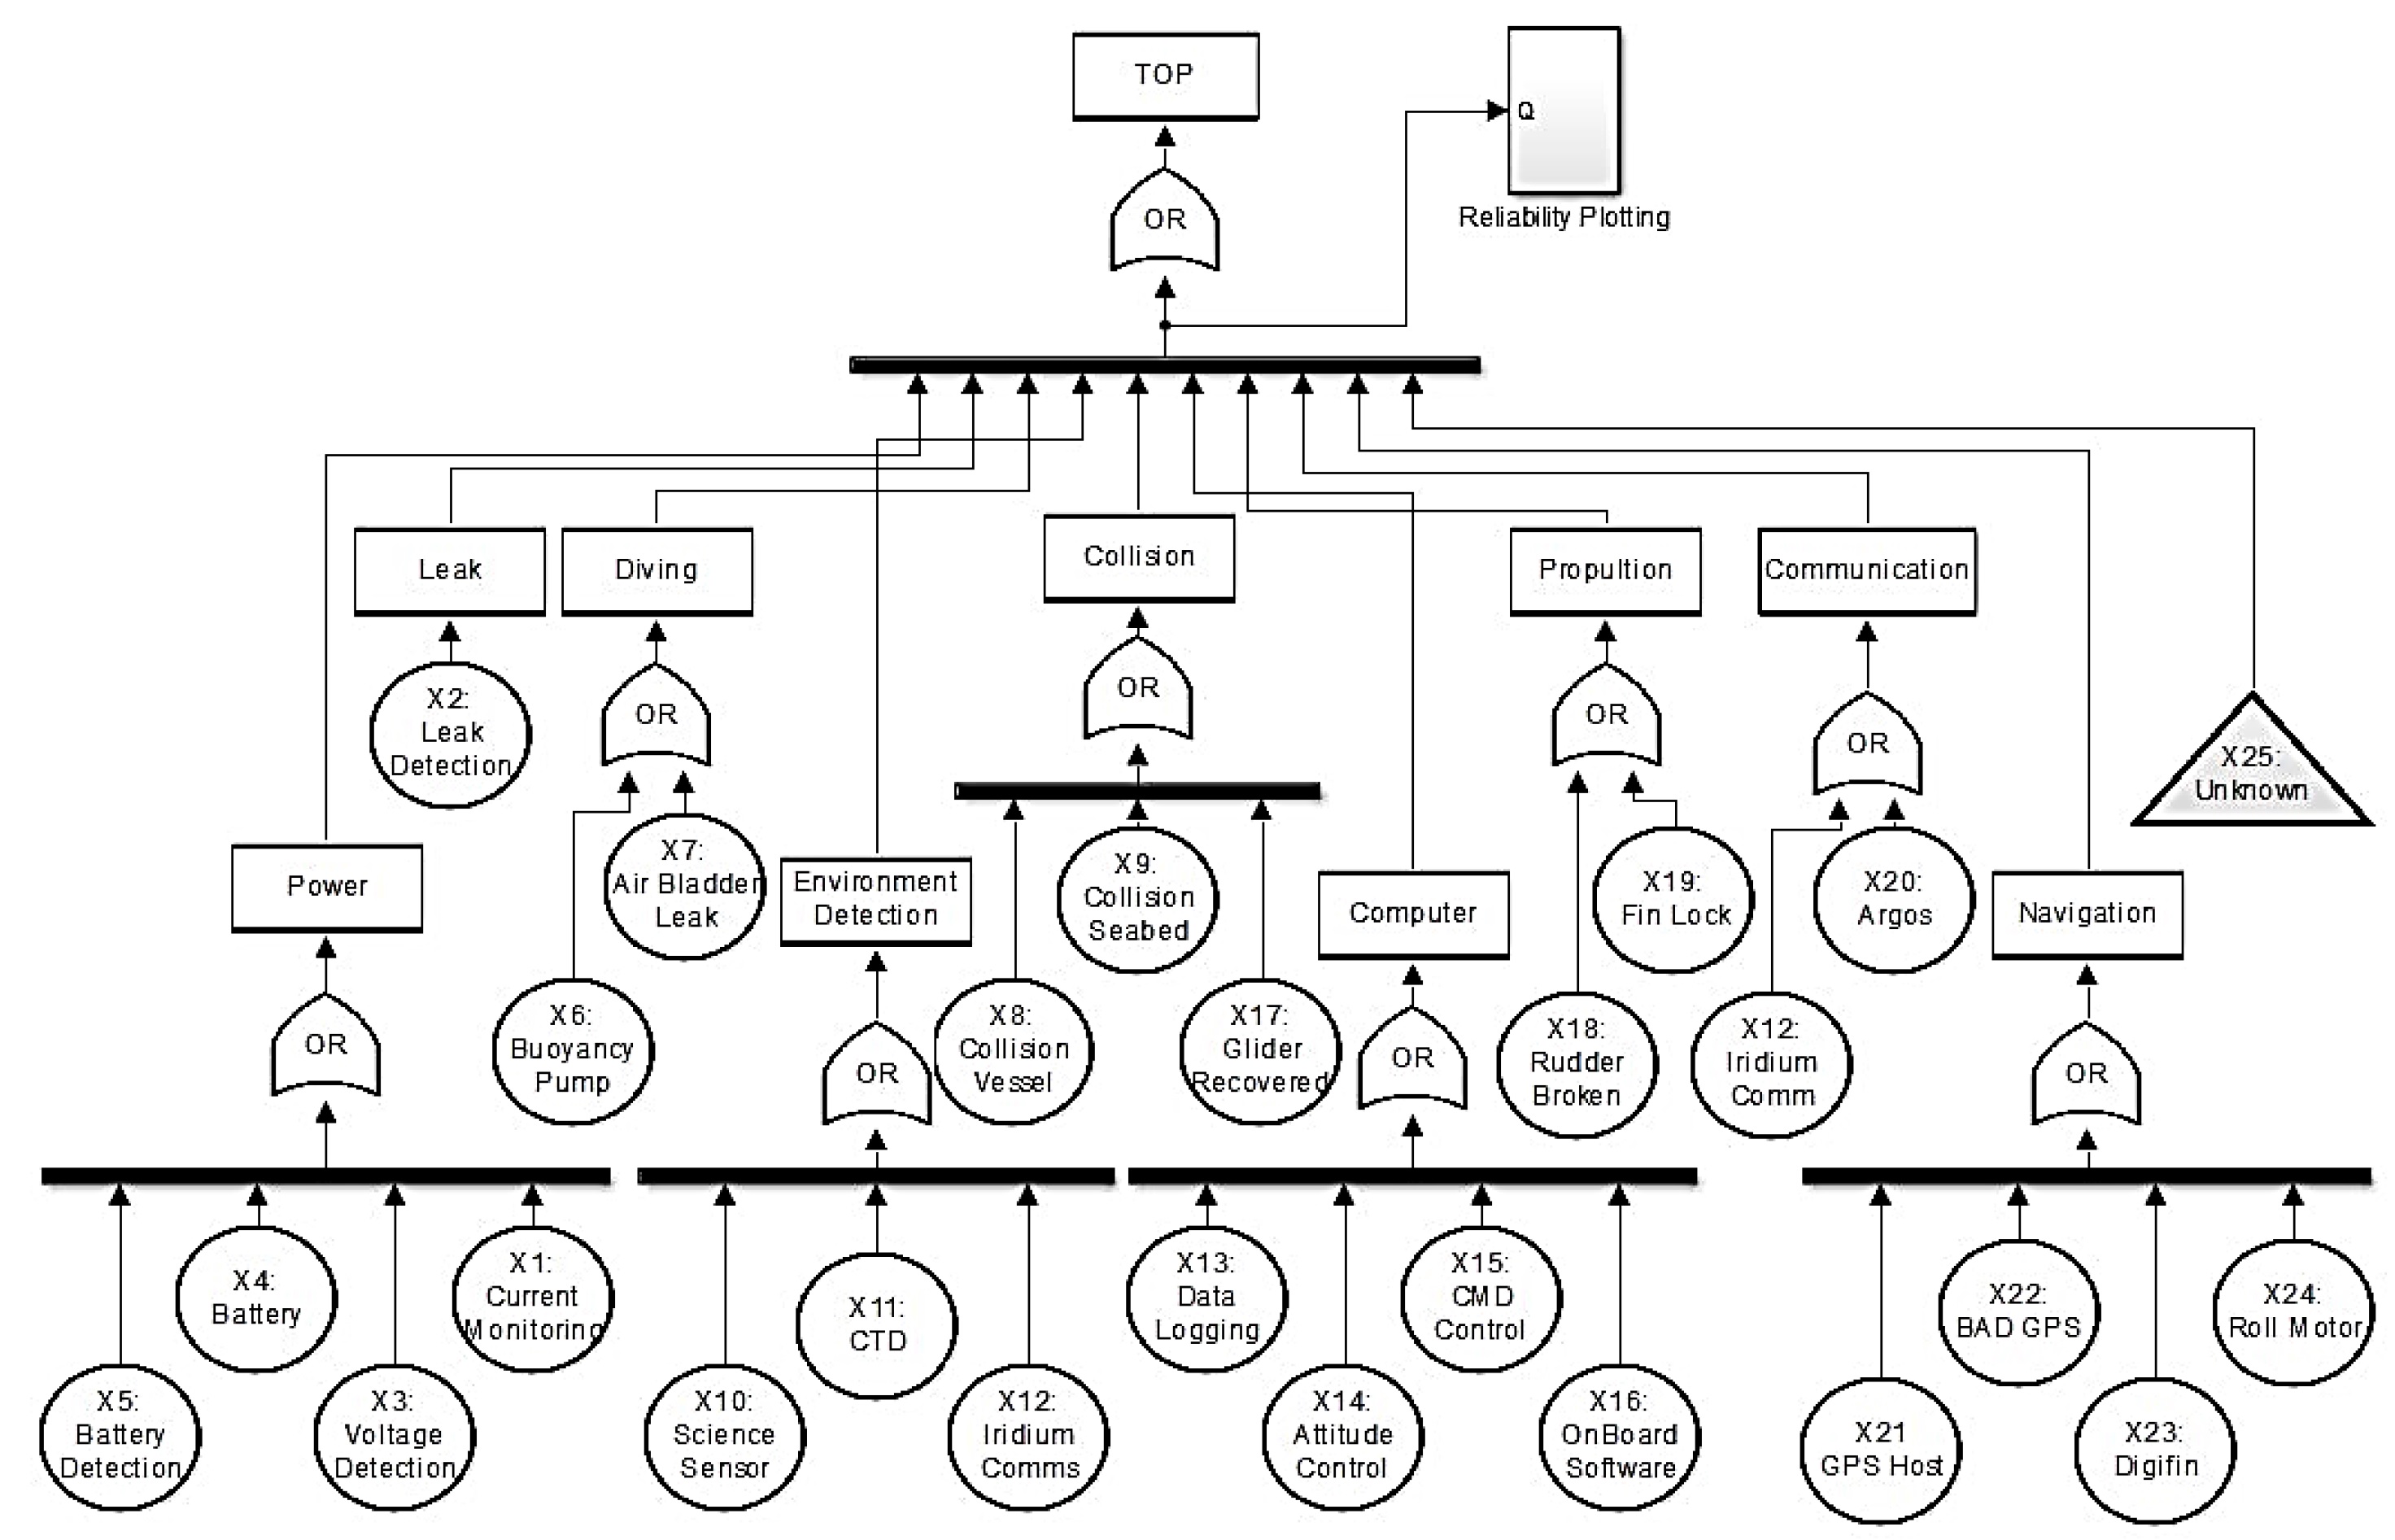 TOP
Q
OR
Reliability Plotting
Collision
Leak
Diving
Propultion
Communication
X2:
Leak
Detection
OR
OR
OR
OR
X25:
Unknown
X7:
Air Bladder
Leak
Power
Environment
Detection
X9:
Collision
Seabed
Computer
X19:
Fin Lock
X20:
Argos
Navigation
OR
X6:
Buoyancy
Pump
OR
X8:
Collision
Vessel
X17:
Glider
Recovered
OR
X18:
Rudder
Broken
X12:
Iridium
Comm
OR
X5:
Battery
Detection
X4:
Battery
X3:
Voltage
Detection
X1:
Current
Monitoring
X10:
Science
Sensor
X11:
CTD
X12:
Iridium
Comms
X13:
Data
Logging
X14:
Attitude
Control
X15:
CMD
Control
X16:
OnBoard
Software
X21
GPS Host
X22:
BAD GPS
X23:
Digifin
X24:
Roll Motor